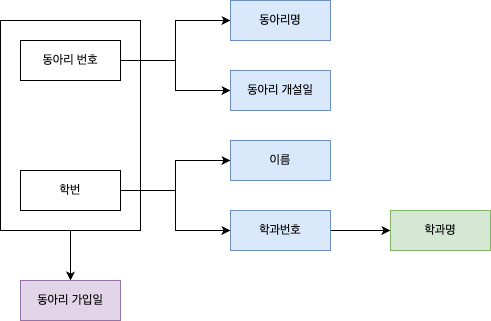 동아리명
동아리 번호
동아리 개설일
이름
학번
학과번호
학과명
동아리 가입일